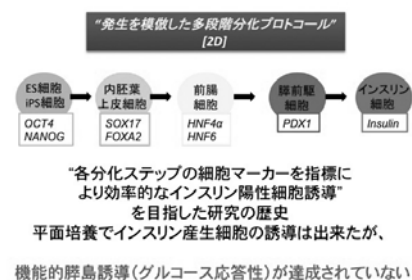 “発生を模倣した多段階分化プロトコール”
[2D]
ES細胞
iPS細胞
OCT4
NANOG
内胚葉
上皮細胞
SOX17
FOXA2
前腸
細胞
HNF4α
HNF6
膵前駆
細胞
PDX1
インスリン
細胞
Insulin
“各分化ステップの細胞マーカーを指標に
より効率的なインスリン陽性細胞誘導”
を目指した研究の歴史
平面培養でインスリン産生細胞の誘導は出来たが、
機能的膵島誘導(グルコース応答性)が達成されていない